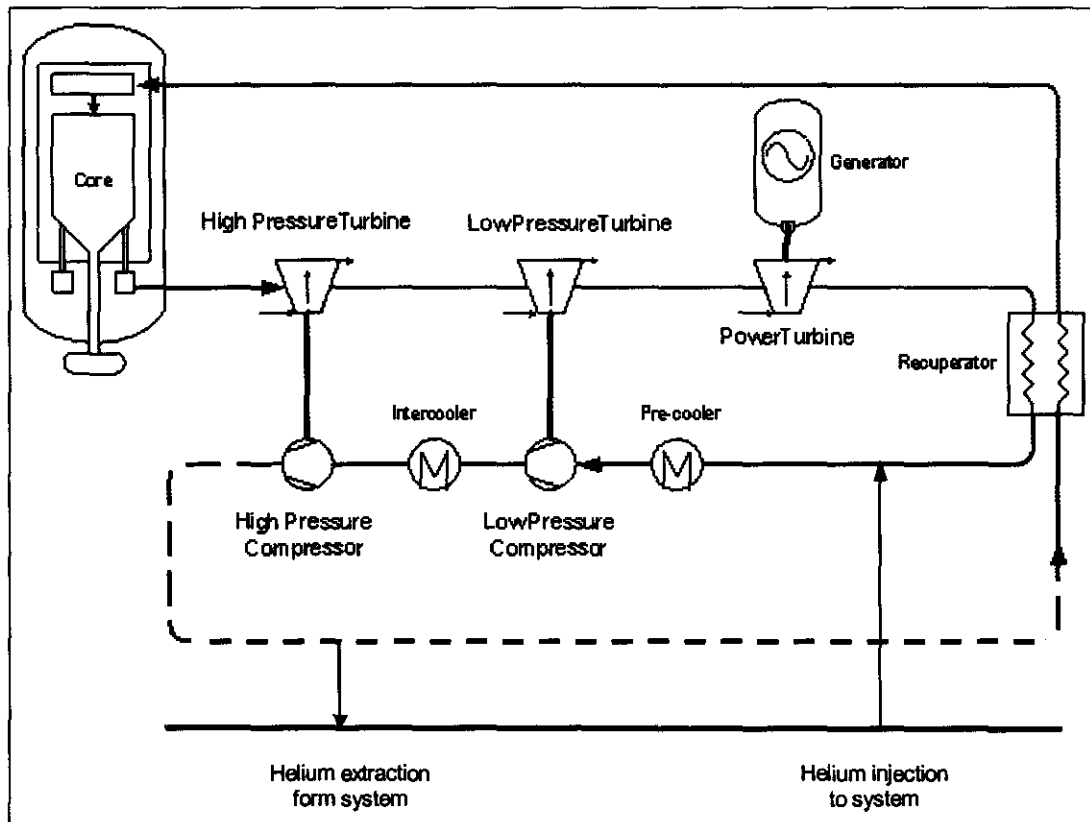 Core
Generator
High PressureTurbine
LowPressureTurbine
PowerTurbine
Recuperator
Intercooler
Pre-cooler
High Pressure
Compressor
LowPressure
Compressor
Helium extraction
form system
Helium injection
to system